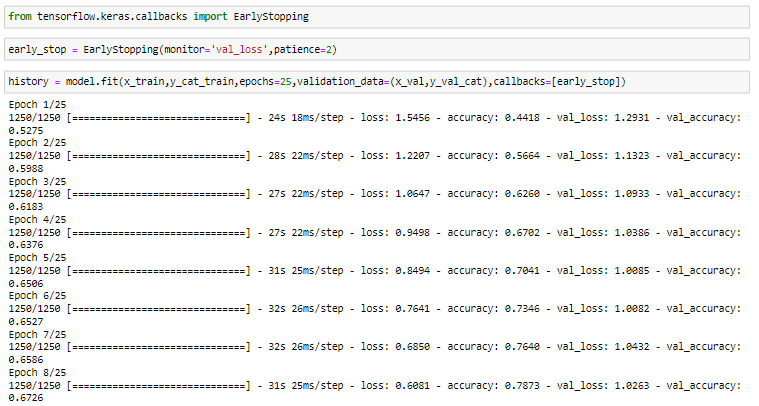 from tensorflow.keras.callbacks import EarlyStopping
early_stop = EarlyStopping(monitor='val_loss',patience=2)
history = model.fit(x_train,y_cat_train,epochs=25,validation_data=(x_val,y_val_cat),callbacks=[early_stop])
Epoch 1/25
1250/1250 [==============================] - 24s 18ms/step - loss: 1.5456 - accuracy: 0.4418 - val_loss: 1.2931 - val_accuracy:
0.5275
Epoch 2/25
1250/1250 [==============================] - 28s 22ms/step - loss: 1.2207 - accuracy: 0.5664 - val_loss: 1.1323 - val_accuracy:
0.5988
Epoch 3/25
1250/1250 [==============================] - 27s 22ms/step - loss: 1.0647 - accuracy: 0.6260 - val_loss: 1.0933 - val_accuracy:
0.6183
Epoch 4/25
1250/1250 [==============================] - 27s 22ms/step - loss: 0.9498 - accuracy: 0.6702 - val_loss: 1.0386 - val_accuracy:
0.6376
Epoch 5/25
1250/1250 [==============================] - 31s 25ms/step - loss: 0.8494 - accuracy: 0.7041 - val_loss: 1.0085 - val_accuracy:
0.6506
Epoch 6/25
1250/1250 [==============================] - 32s 26ms/step - loss: 0.7641 - accuracy: 0.7346 - val_loss: 1.0082 - val_accuracy:
0.6527
Epoch 7/25
1250/1250 [==============================] - 32s 26ms/step - loss: 0.6850 - accuracy: 0.7640 - val_loss: 1.0432 - val_accuracy:
0.6586
Epoch 8/25
1250/1250 [==============================] - 31s 25ms/step - loss: 0.6081 - accuracy: 0.7873 - val_loss: 1.0263 - val_accuracy:
0.6726